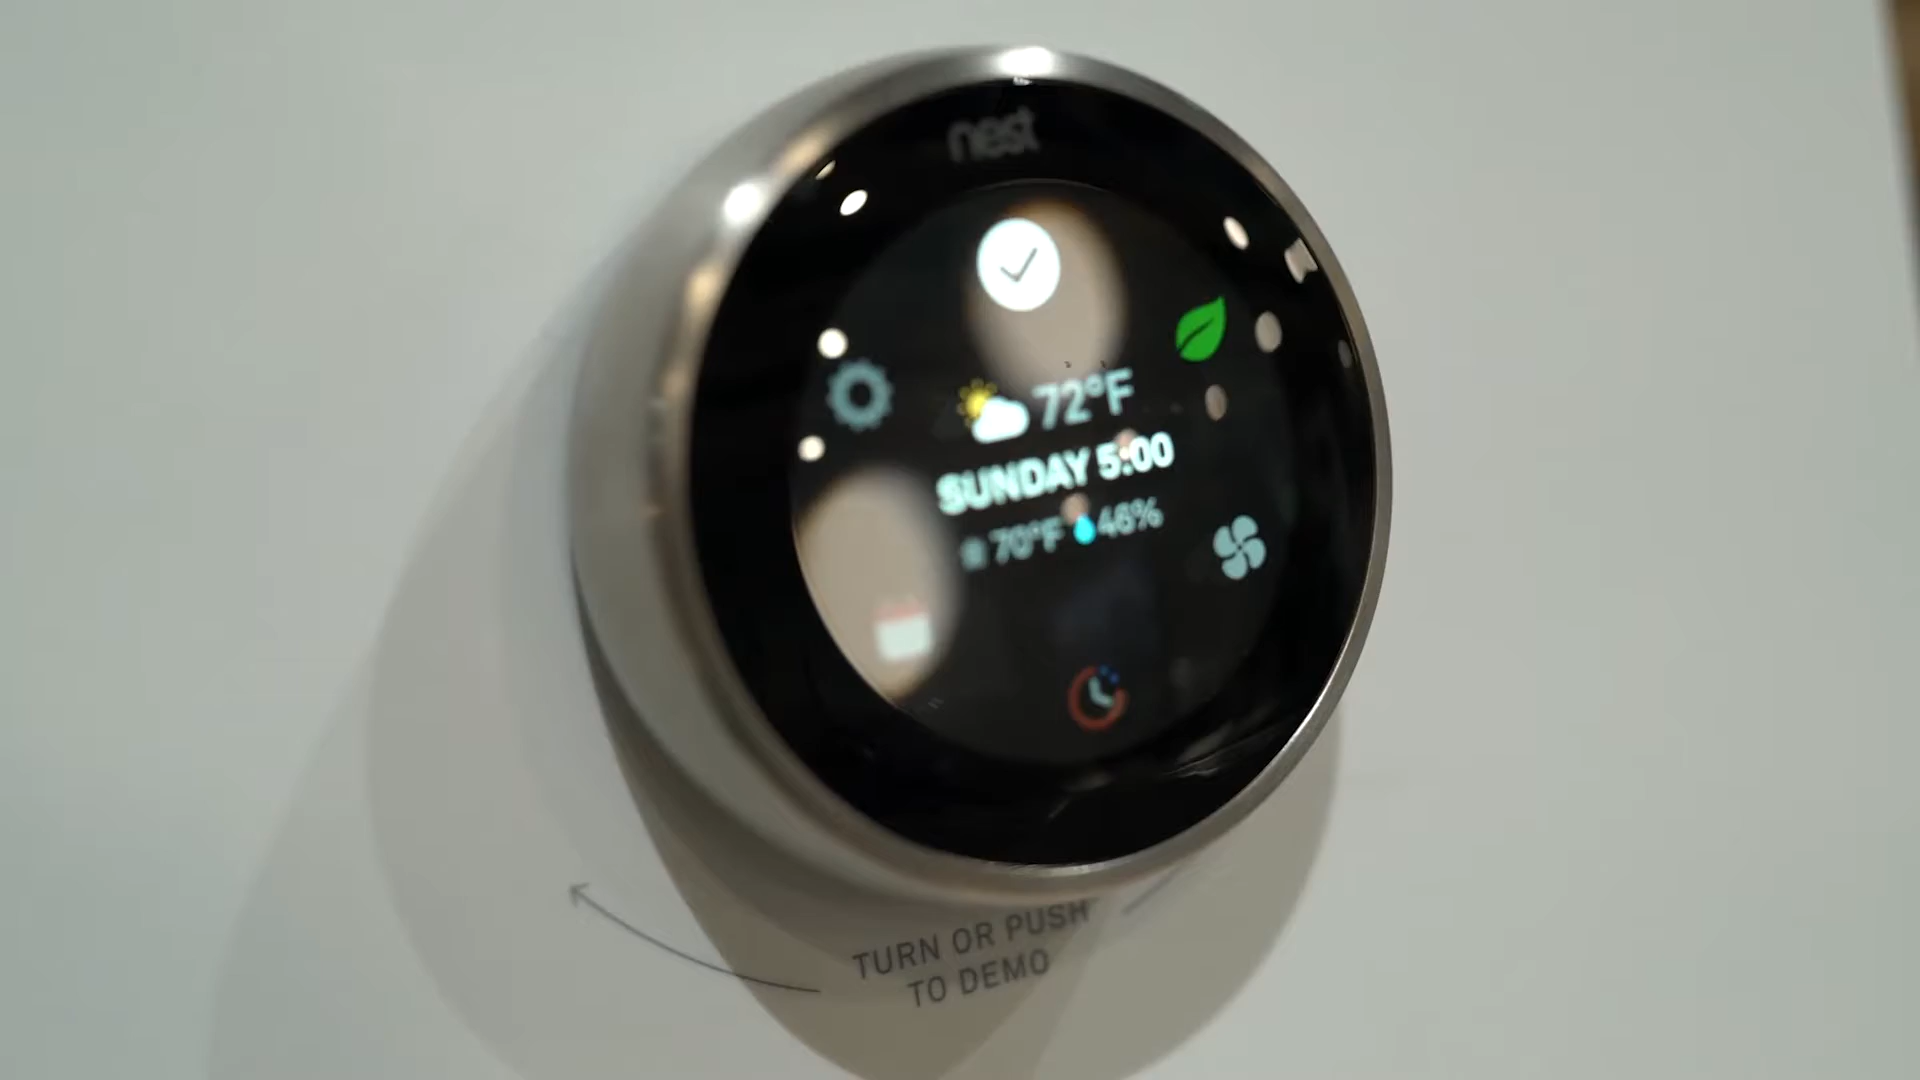 nest
72°F
SUNDAY 5:00
70°F 46%
TURN OR PUSH
TO DEMO